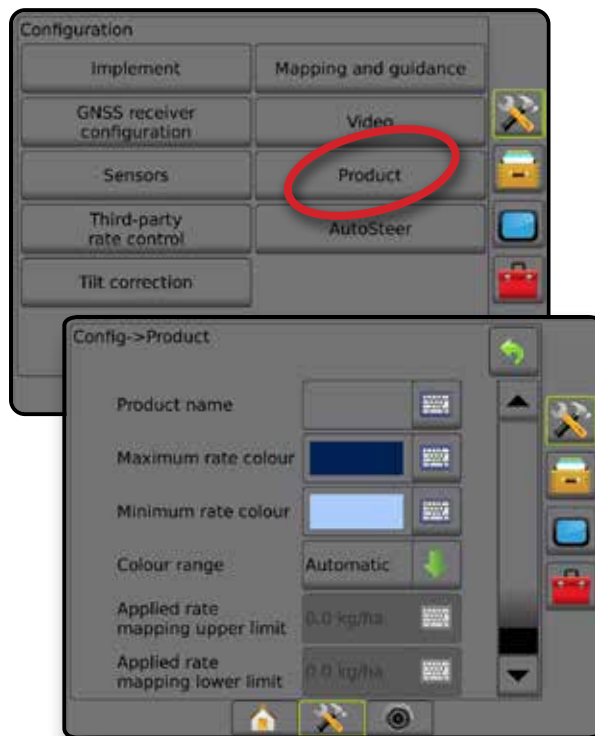 Configuration
Implement
Mapping and guidance
GNSS receiver
configuration
Video
Sensors
Product
Third-party
rate control
AutoSteer
Tilt correction
Config->Product
Product name
Maximum rate colour
Minimum rate colour
Colour range
Automatic
Applied rate
mapping upper limit
0.0 kg/ha
Applied rate
mapping lower limit
0.0 kg/ha